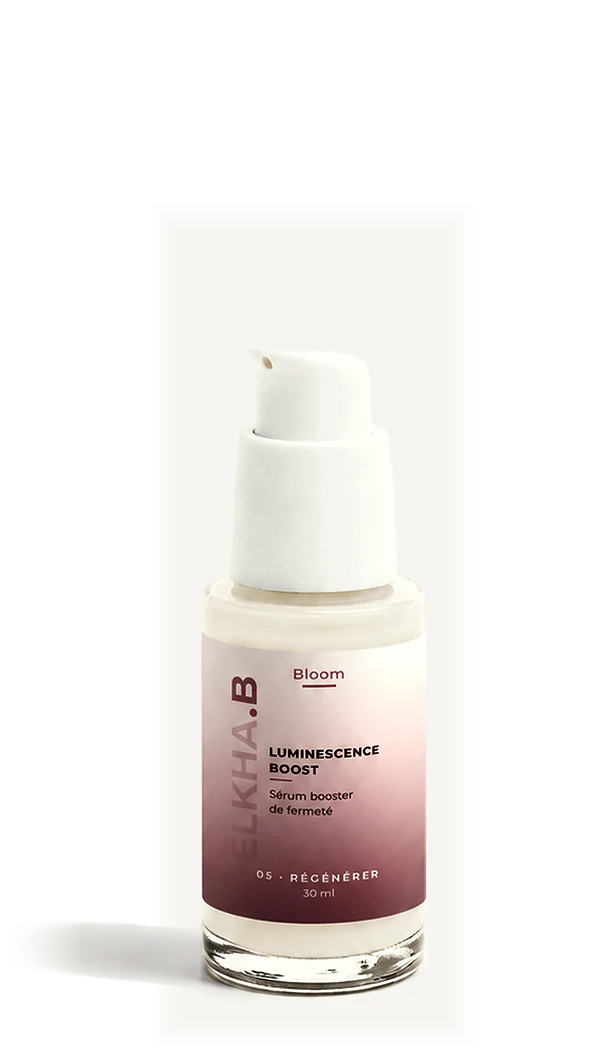 Bloom
ELKHA.B
LUMINESCENCE
BOOST
Sérum booster
de fermeté
05 · RÉGÉNÉRER
30 ml